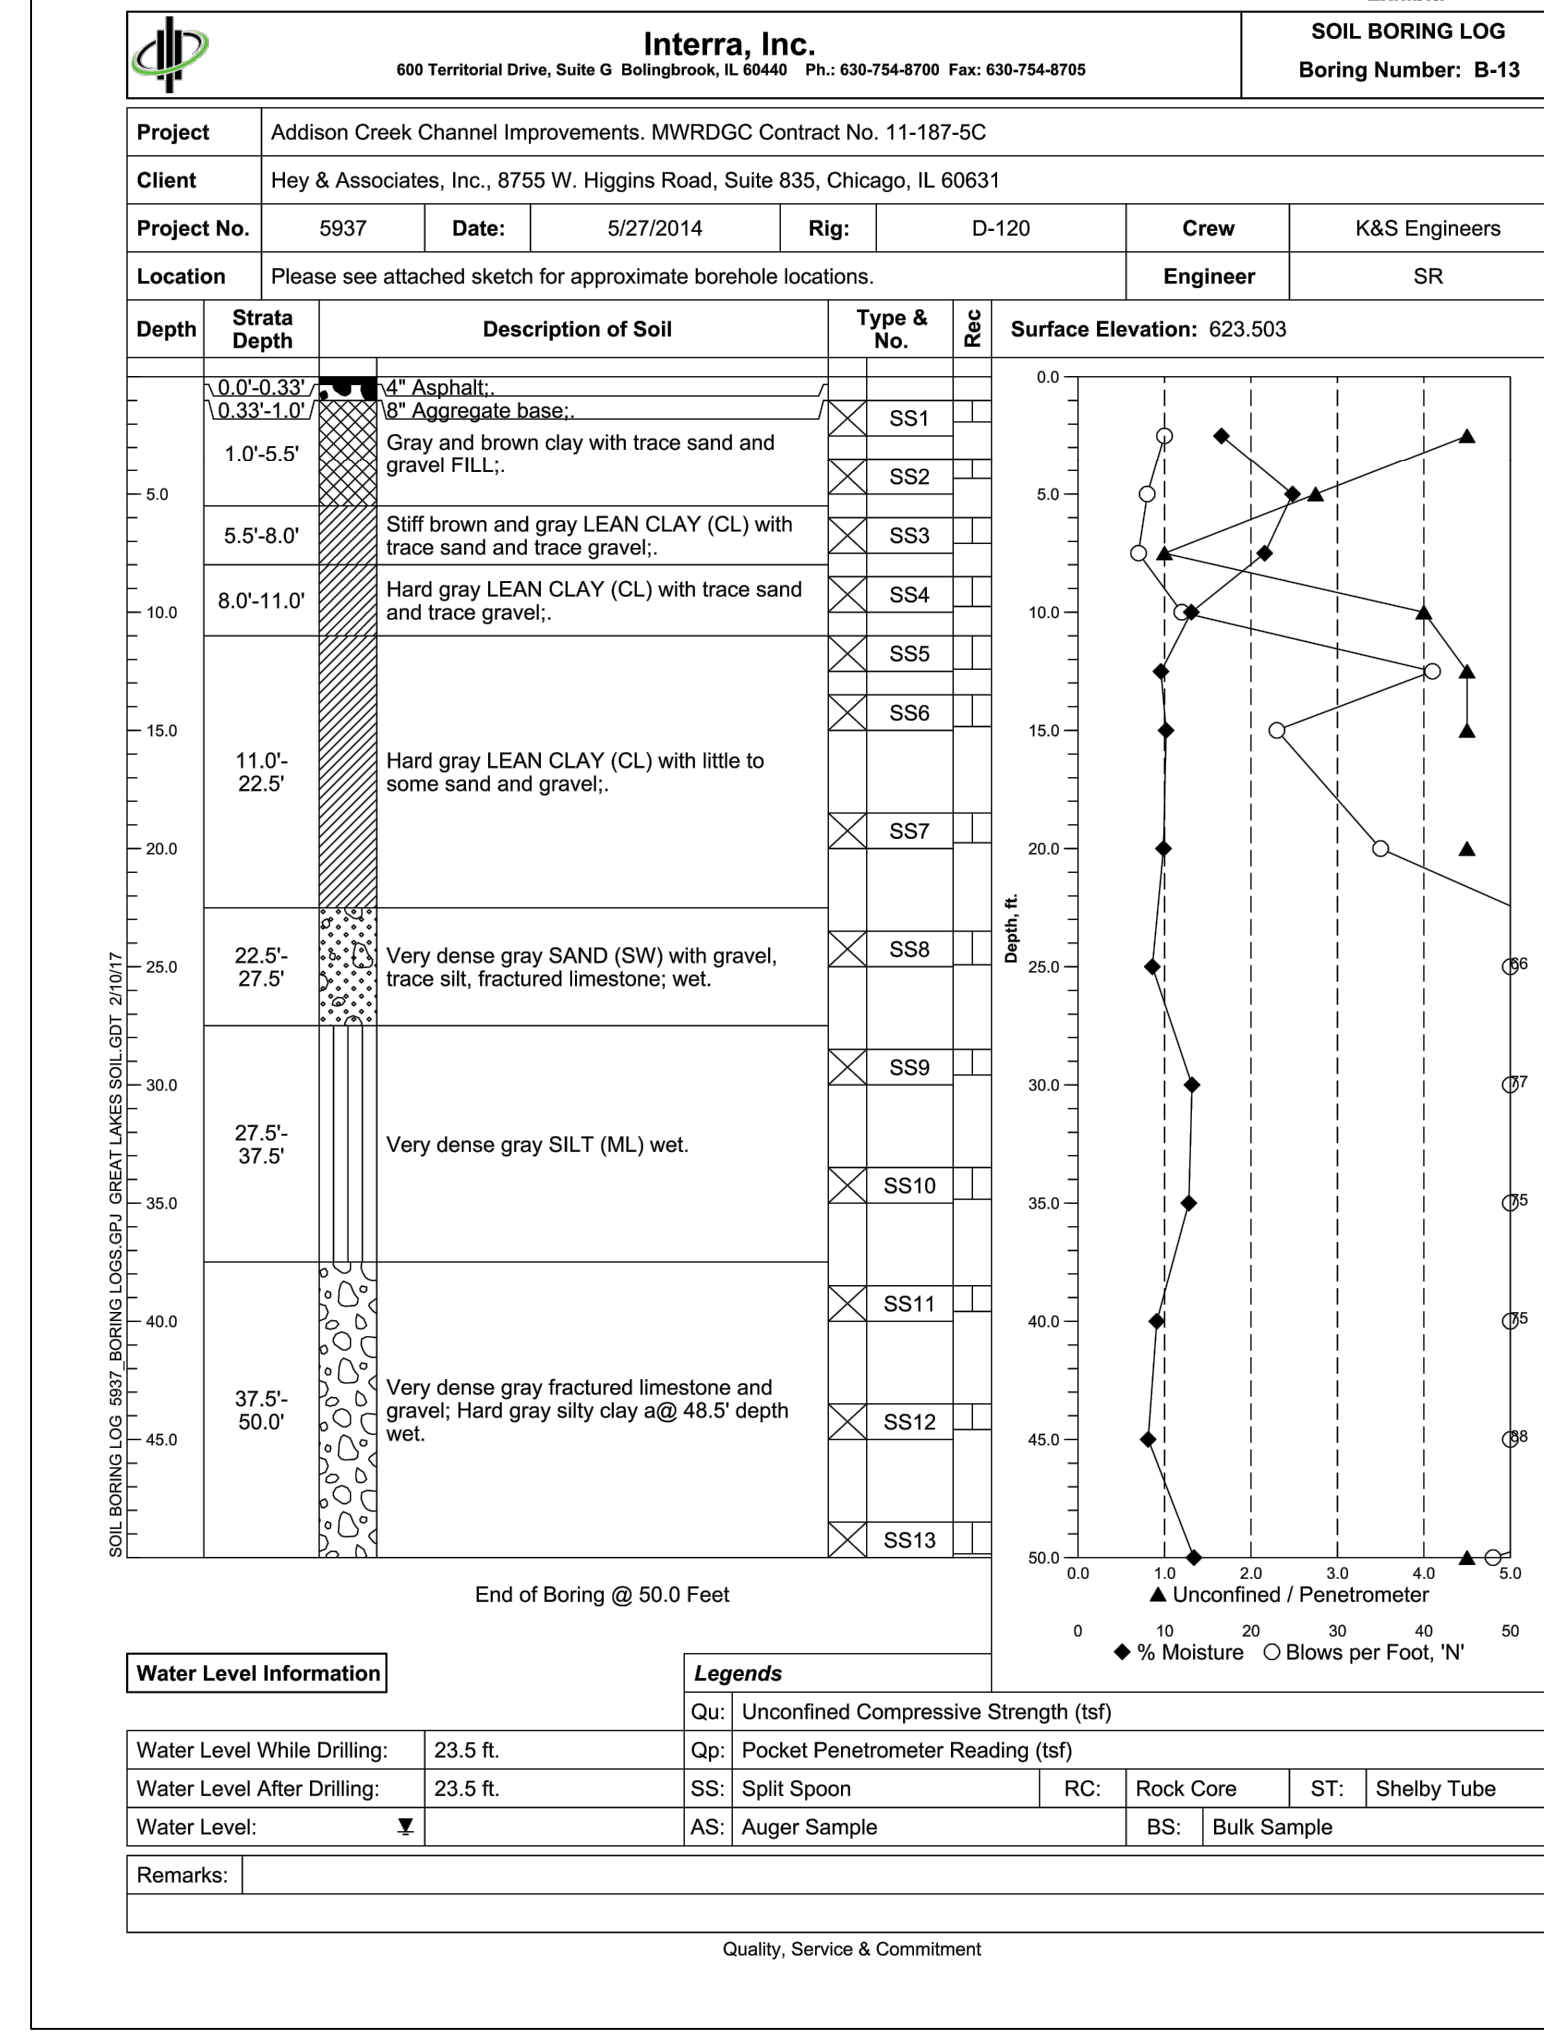 Interra, Inc.
600 Territorial Drive, Suite G Bolingbrook, IL 60440 Ph.: 630-754-8700 Fax: 630-754-8705
SOIL BORING LOG
Boring Number: B-13
Project Addison Creek Channel Improvements. MWRDGC Contract No. 11-187-5C
Client Hey & Associates, Inc., 8755 W. Higgins Road, Suite 835, Chicago, IL 60631
Project No. 5937 Date: 5/27/2014 Rig: D-120 Crew K&S Engineers
Location Please see attached sketch for approximate borehole locations. Engineer SR
Depth
Strata
Depth
Description of Soil
Type &
No.
Rec
Surface Elevation: 623.503
0.0'-0.33' 4" Asphalt;.
0.33'-1.0' 8" Aggregate base;.
1.0'-5.5'
Gray and brown clay with trace sand and
gravel FILL;.
5.5'-8.0'
Stiff brown and gray LEAN CLAY (CL) with
trace sand and trace gravel;.
8.0'-11.0'
Hard gray LEAN CLAY (CL) with trace sand
and trace gravel;.
11.0'-
22.5'
Hard gray LEAN CLAY (CL) with little to
some sand and gravel;.
22.5'-
27.5'
Very dense gray SAND (SW) with gravel,
trace silt, fractured limestone; wet.
27.5'-
37.5'
Very dense gray SILT (ML) wet.
37.5'-
50.0'
Very dense gray fractured limestone and
gravel; Hard gray silty clay a@ 48.5' depth
wet.
5.0
10.0
15.0
20.0
25.0
30.0
35.0
40.0
45.0
SS1
SS2
SS3
SS4
SS5
SS6
SS7
SS8
SS9
SS10
SS11
SS12
SS13
Depth, ft.
0.0
5.0
10.0
15.0
20.0
25.0
30.0
35.0
40.0
45.0
50.0
66
77
75
75
88
0.0 1.0 2.0 3.0 4.0 5.0
Unconfined / Penetrometer
0 10 20 30 40 50
% Moisture Blows per Foot, 'N'
SOIL BORING LOG 5937_BORING LOGS.GPJ GREAT LAKES SOIL.GDT 2/10/17
End of Boring @ 50.0 Feet
Water Level Information
Water Level While Drilling: 23.5 ft.
Water Level After Drilling: 23.5 ft.
Water Level:
Legends
Qu: Unconfined Compressive Strength (tsf)
Qp: Pocket Penetrometer Reading (tsf)
SS: Split Spoon RC: Rock Core ST: Shelby Tube
AS: Auger Sample BS: Bulk Sample
Remarks:
Quality, Service & Commitment